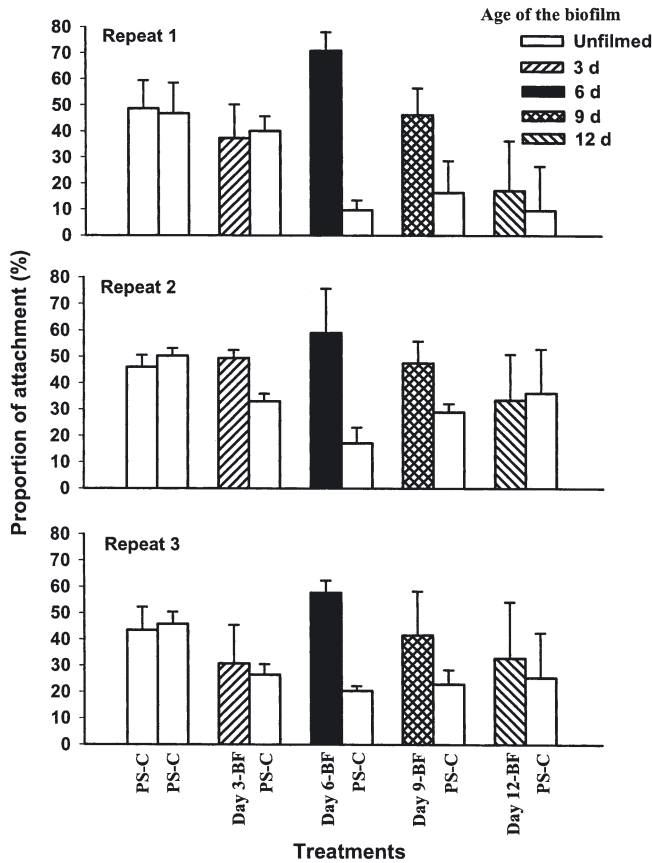 Age of the biofilm
Unfilmed
3 d
6 d
9 d
12 d
Repeat 1
80
70
60
50
40
30
20
10
0
Repeat 2
80
70
60
50
40
30
20
10
0
Repeat 3
80
70
60
50
40
30
20
10
0
Proportion of attachment (%)
PS-C
PS-C
Day 3-BF
PS-C
Day 6-BF
PS-C
Day 9-BF
PS-C
Day 12-BF
PS-C
Treatments